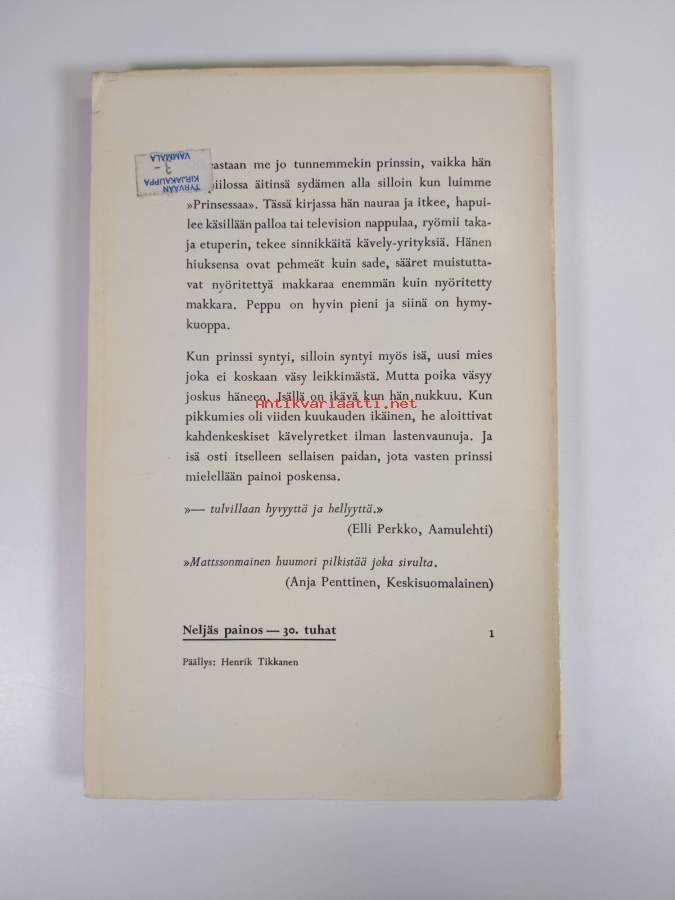 me jo tunnemmekin prinssin, vaikka hän
äitinsä sydämen alla silloin kun luimme
»Prinsessaa». Tässä kirjassa hän nauraa ja itkee, hapui-
lee käsillään palloa tai television nappulaa, ryömii taka-
ja etuperin, tekee sinnikkäitä kävely-yrityksiä. Hänen
hiuksensa ovat pehmeät kuin sade, sääret muistutta-
vat nyöritettyä makkaraa enemmän kuin nyöritetty
makkara. Peppu on hyvin pieni ja siinä on hymy-
kuoppa.
Kun prinssi syntyi, silloin syntyi myös isä, uusi mies
joka ei koskaan väsy leikkimästä. Mutta poika väsyy
joskus häneen. Isällä on ikävä kun hän nukkuu. Kun
pikkumies oli viiden kuukauden ikäinen, he aloittivat
kahdenkeskiset kävelyretket ilman lastenvaunuja. Ja
isä osti itselleen sellaisen paidan, jota vasten prinssi
mielellään painoi poskensa.
»— tulvillaan hyvyyttä ja hellyyttä.»
(Elli Perkko, Aamulehti)
»Mattssonmainen huumori pilkistää joka sivulta.
(Anja Penttinen, Keskisuomalainen)
Neljäs painos — 30. tuhat 1
Päällys: Henrik Tikkanen
TYRVÄÄN
KIRJAKAUPPA
VAMMALA
Antikvariaatti.net